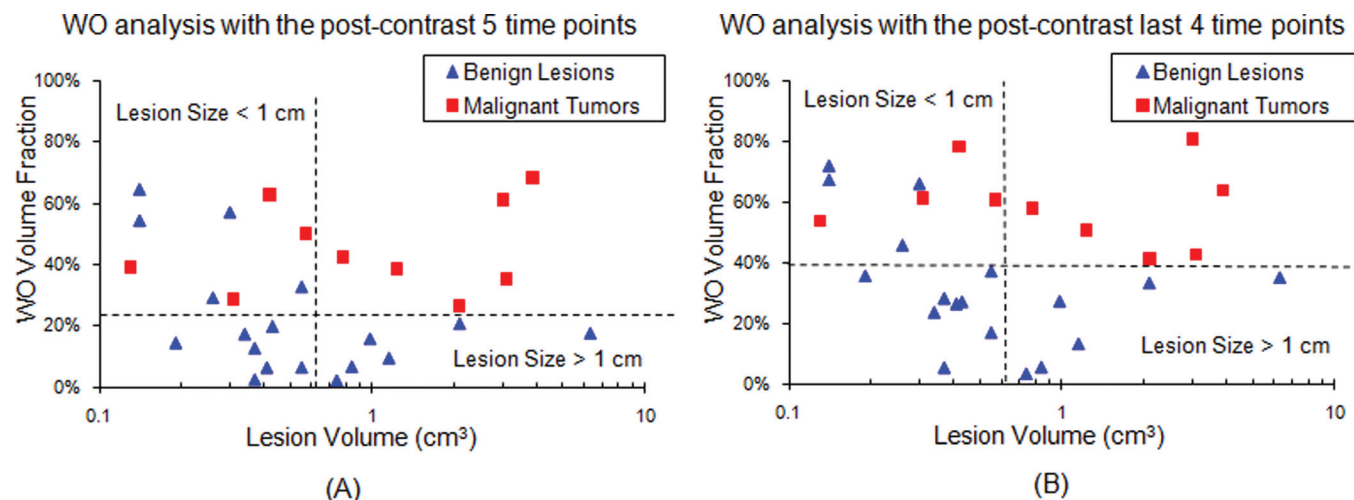 WO analysis with the post-contrast 5 time points
WO Volume Fraction
100%
80%
60%
40%
20%
0%
Lesion Size < 1 cm
Benign Lesions
Malignant Tumors
Lesion Size > 1 cm
0.1
1
10
Lesion Volume (cm³)
(A)
WO analysis with the post-contrast last 4 time points
WO Volume Fraction
100%
80%
60%
40%
20%
0%
Lesion Size < 1 cm
Benign Lesions
Malignant Tumors
Lesion Size > 1 cm
0.1
1
10
Lesion Volume (cm³)
(B)